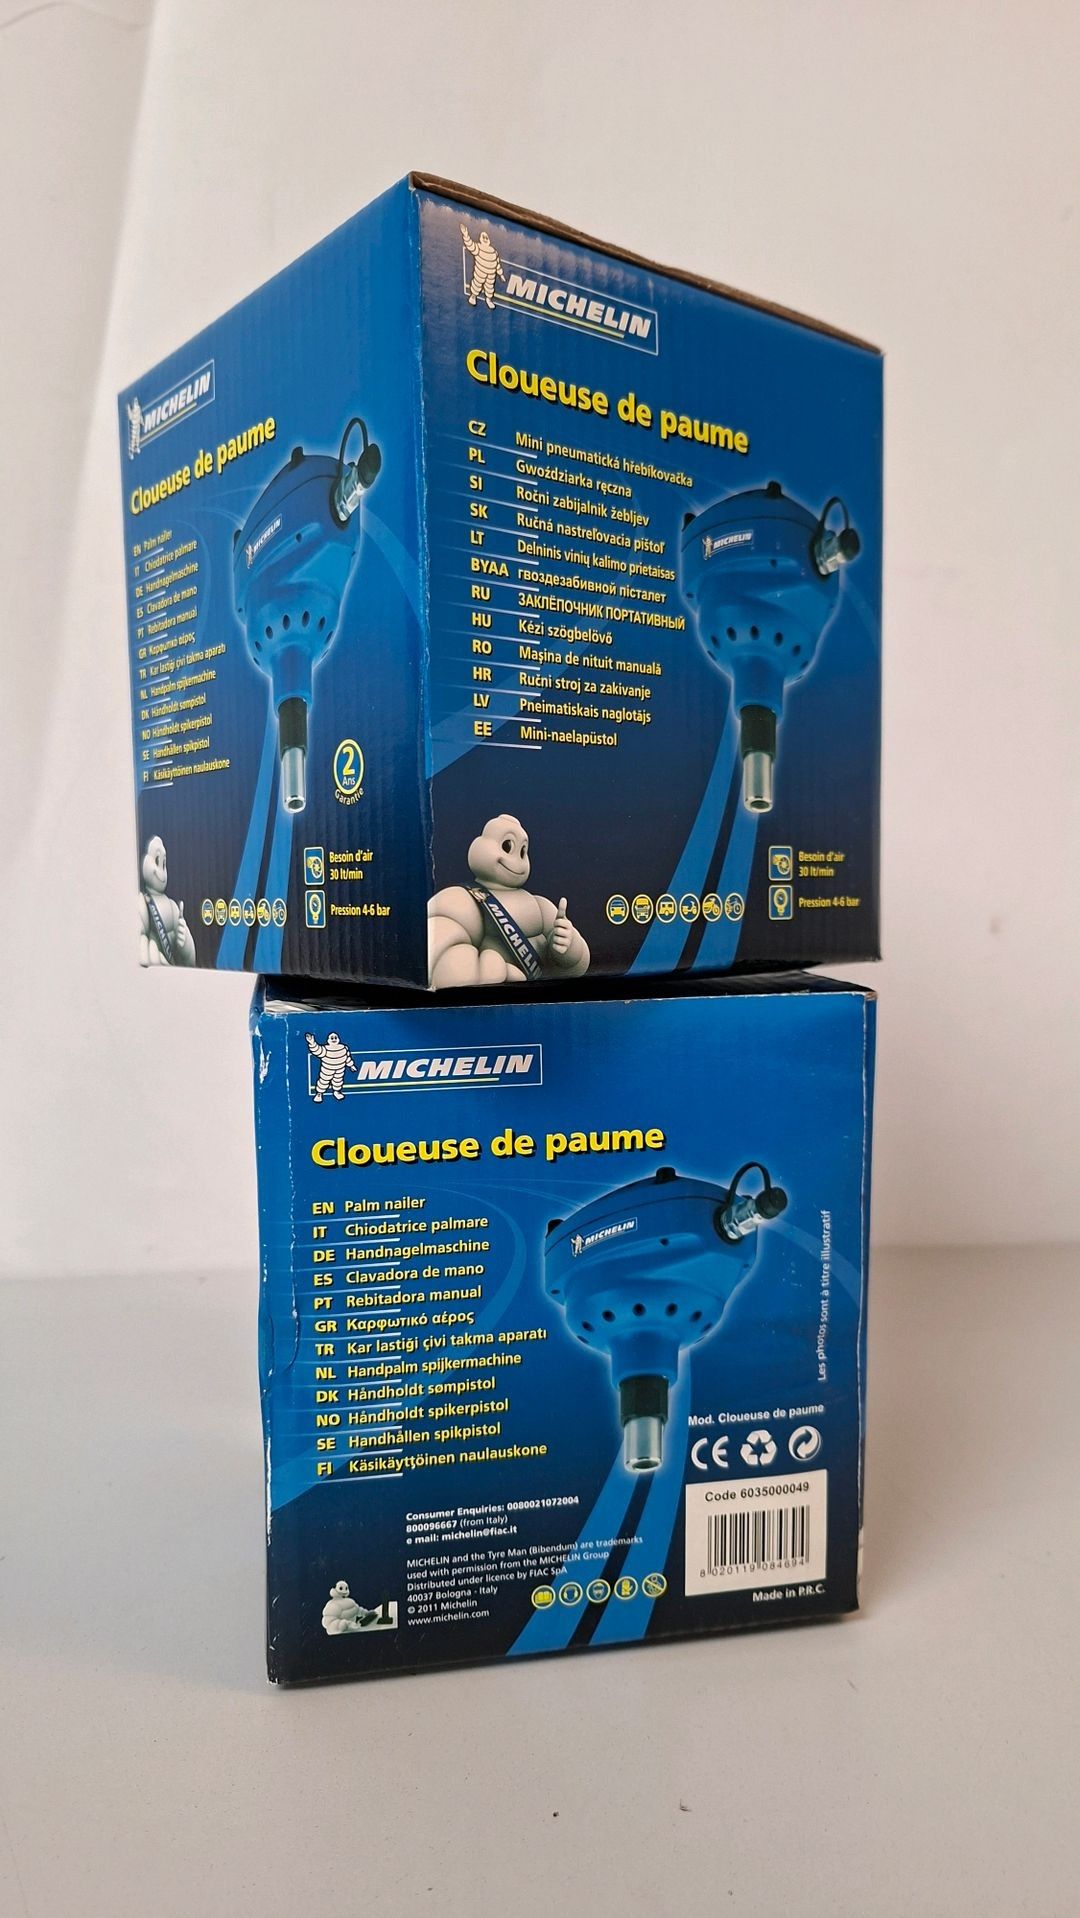 MICHELIN
Cloueuse de paume
EN Palm nailer
IT Chiodatrice palmare
DE Handnagelmaschine
ES Clavadora de mano
PT Rebitadora manual
GR Καρφωτικό αέρος
TR Kar lastiği çivi takma aparatı
NL Handpalm spijkermachine
DK Håndholdt sømpistol
NO Håndholdt spikerpistol
SE Handhållen spikpistol
FI Käsikäyttöinen naulauskone
2
Ans
Garantie
Besoin d'air
30 lt/min
Pression 4-6 bar
MICHELIN
MICHELIN
Cloueuse de paume
CZ Mini pneumatická hřebíkovačka
PL Gwoździarka ręczna
SI Ročni zabijalnik žebljev
SK Ručná nastreľovacia pištoľ
LT Delninis vinių kalimo prietaisas
BYAA гвоздезабивной пісталет
RU ЗАКЛЁПОЧНИК ПОРТАТИВНЫЙ
HU Kézi szögbelövő
RO Maşina de nituit manuală
HR Ručni stroj za zakivanje
LV Pneimatiskais naglotājs
EE Mini-naelapüstol
MICHELIN
MICHELIN
Besoin d'air
30 lt/min
Pression 4-6 bar
MICHELIN
Cloueuse de paume
EN Palm nailer
IT Chiodatrice palmare
DE Handnagelmaschine
ES Clavadora de mano
PT Rebitadora manual
GR Καρφωτικό αέρος
TR Kar lastiği çivi takma aparatı
NL Handpalm spijkermachine
DK Håndholdt sømpistol
NO Håndholdt spikerpistol
SE Handhållen spikpistol
FI Käsikäyttöinen naulauskone
MICHELIN
Les photos sont à titre illustratif
Mod. Cloueuse de paume
CE
Code 6035000049
8 020119 084694
Made in P.R.C.
Consumer Enquiries: 0080021072004
800096667 (from Italy)
e mail: michelin@fiac.it
MICHELIN and the Tyre Man (Bibendum) are trademarks
used with permission from the MICHELIN Group
Distributed under licence by FIAC SpA
40037 Bologna - Italy
© 2011 Michelin
www.michelin.com